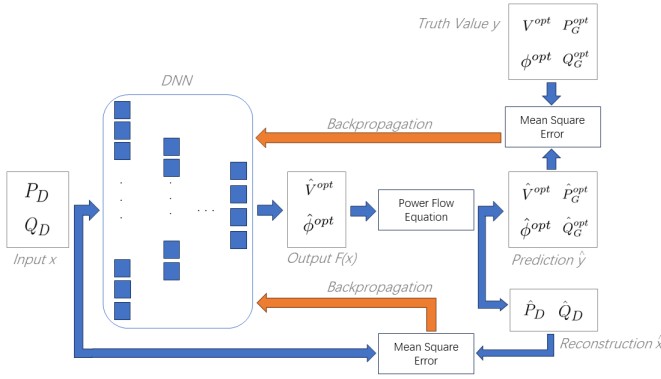 Truth Value y
V^{opt} P_G^{opt}
ϕ^{opt} Q_G^{opt}
DNN
Backpropagation
Mean Square
Error
P_D
Q_D
Input x
. . .
V̂^{opt}
ϕ̂^{opt}
Output F(x)
Power Flow
Equation
V̂^{opt} P̂_G^{opt}
ϕ̂^{opt} Q̂_G^{opt}
Prediction ŷ
Backpropagation
P̂_D Q̂_D
Reconstruction x̂
Mean Square
Error